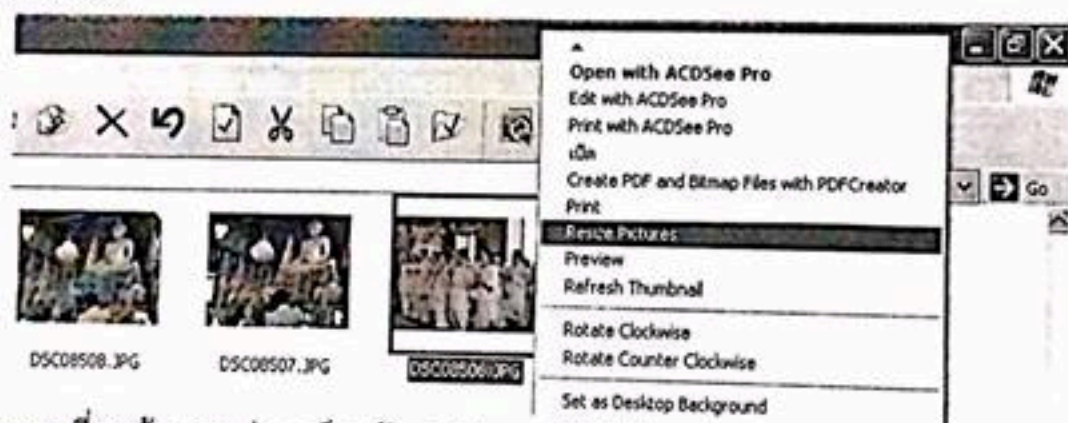 Open with ACDSee Pro
Edit with ACDSee Pro
Print with ACDSee Pro
เปิด
Create PDF and Bitmap Files with PDFCreator
Print
Resize Pictures
Preview
Refresh Thumbnail
Rotate Clockwise
Rotate Counter Clockwise
Set as Desktop Background
Go
DSC08508.JPG
DSC08507.JPG
DSC08506.JPG